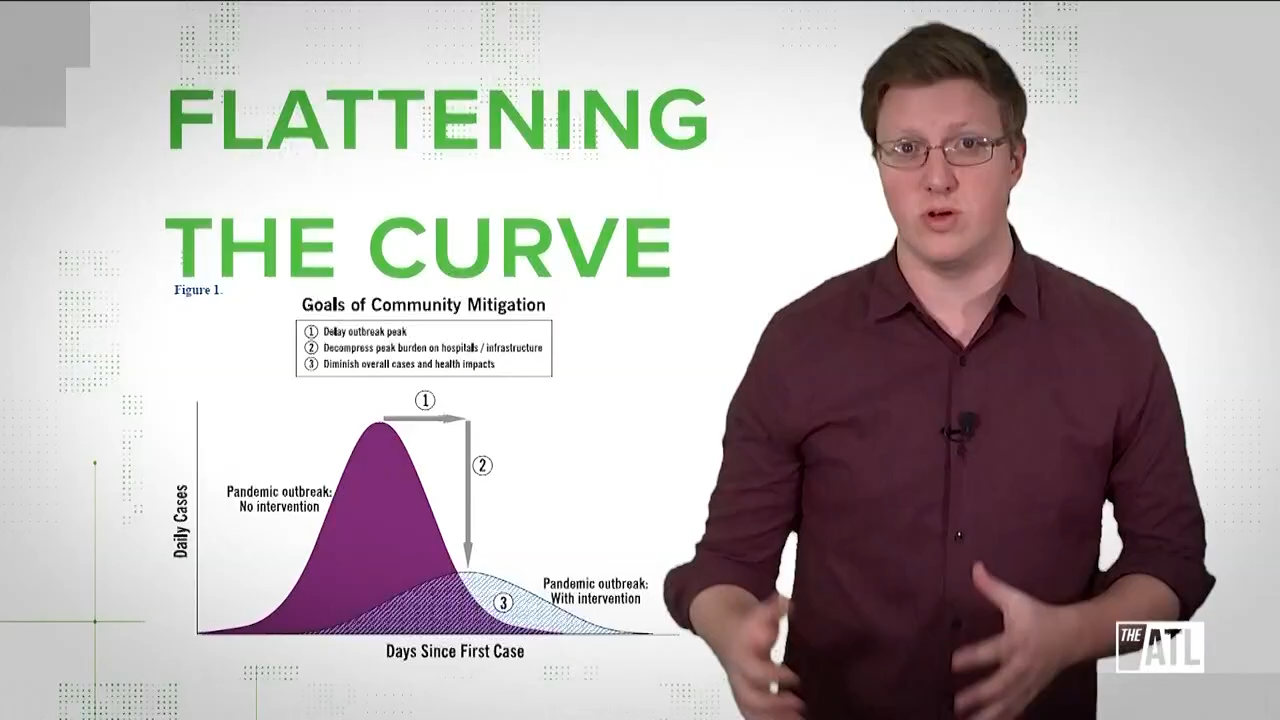 FLATTENING
THE CURVE
Figure 1.
Goals of Community Mitigation
① Delay outbreak peak
② Decompress peak burden on hospitals / infrastructure
③ Diminish overall cases and health impacts
①
②
Pandemic outbreak:
No intervention
Daily Cases
③
Pandemic outbreak:
With intervention
Days Since First Case
THE ATL